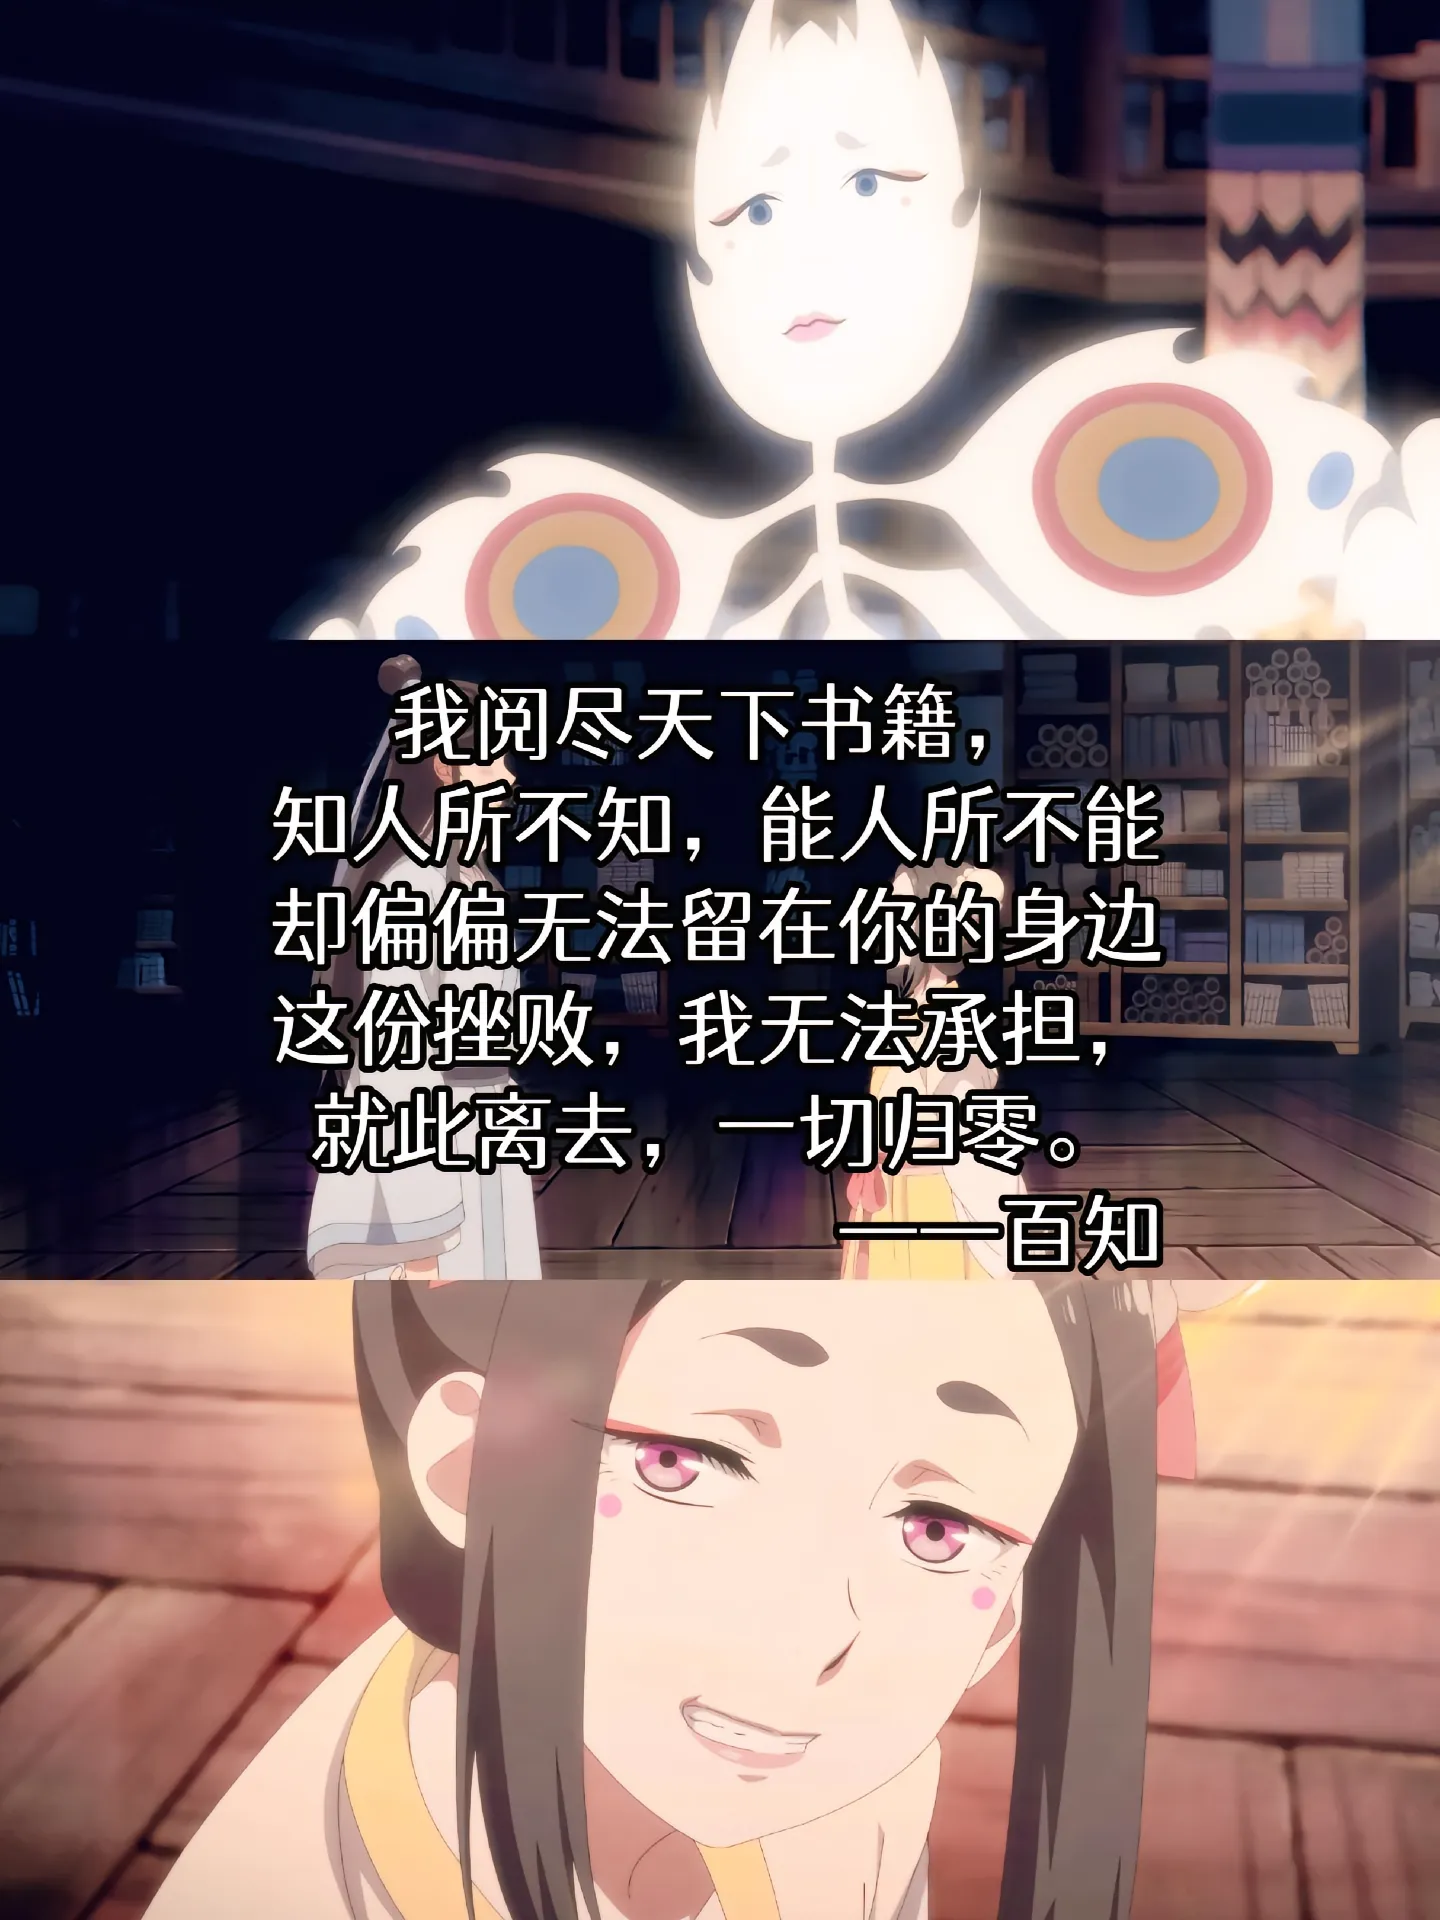 我阅尽天下书籍，
知人所不知，能人所不能
却偏偏无法留在你的身边
这份挫败，我无法承担，
就此离去，一切归零。
——百知